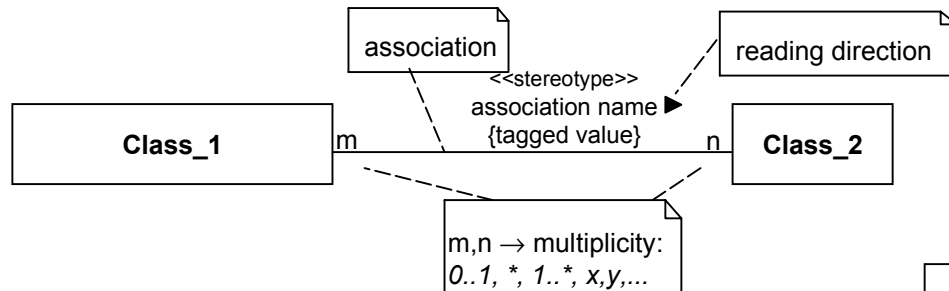 association
reading direction
<<stereotype>>
association name
{tagged value}
Class_1
m
n
Class_2
m,n → multiplicity:
0..1, *, 1..*, x,y,...